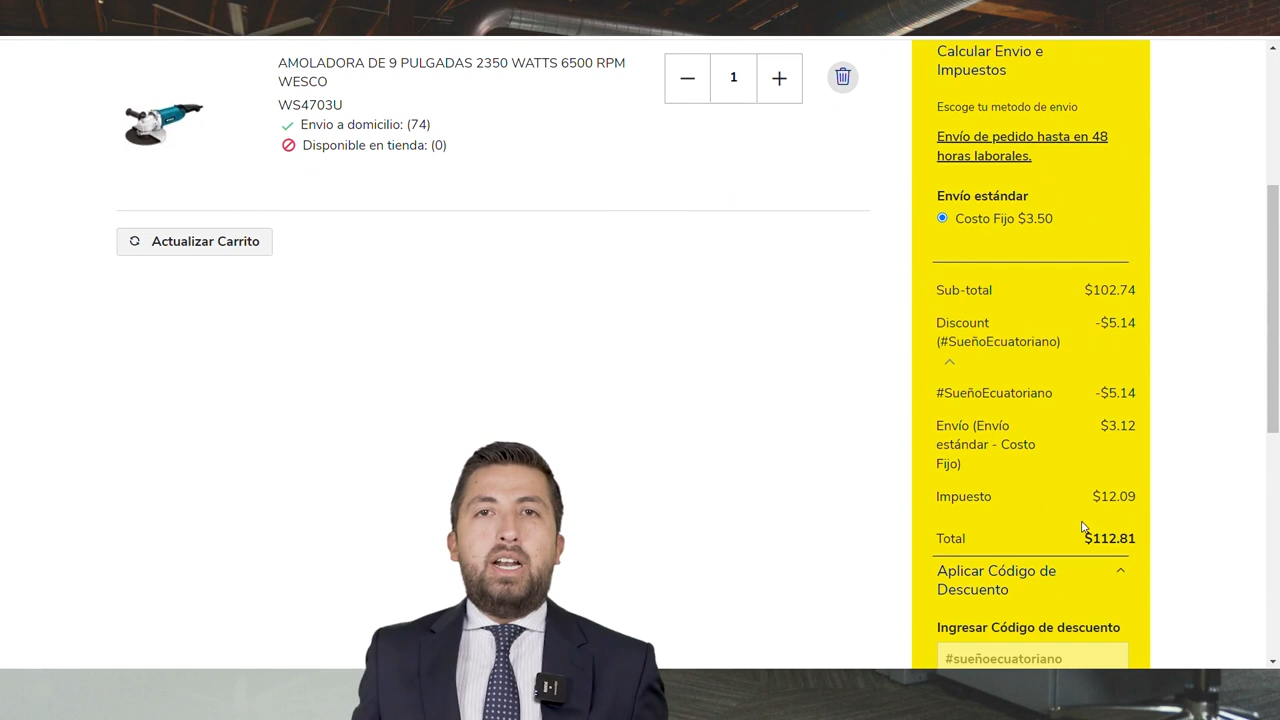 AMOLADORA DE 9 PULGADAS 2350 WATTS 6500 RPM
WESCO
WS4703U
Envio a domicilio: (74)
Disponible en tienda: (0)
1
Actualizar Carrito
Calcular Envio e
Impuestos
Escoge tu metodo de envio
Envío de pedido hasta en 48
horas laborales.
Envío estándar
Costo Fijo $3.50
Sub-total $102.74
Discount -$5.14
(#SueñoEcuatoriano)
#SueñoEcuatoriano -$5.14
Envío (Envío $3.12
estándar - Costo
Fijo)
Impuesto $12.09
Total $112.81
Aplicar Código de
Descuento
Ingresar Código de descuento
#sueñoecuatoriano